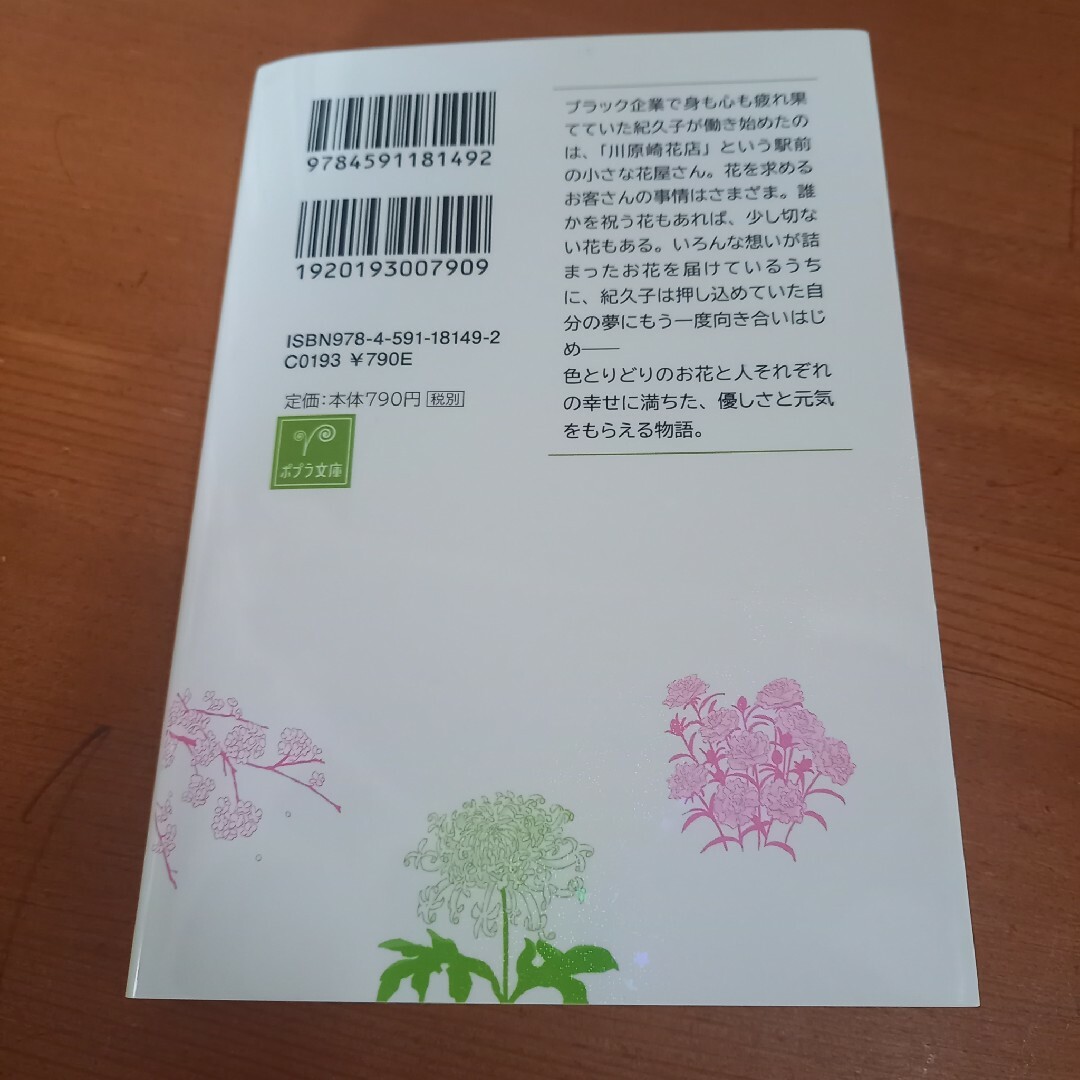 9784591181492
1920193007909
ISBN978-4-591-18149-2
C0193 ¥790E
定価:本体790円 税別
ポプラ文庫
ブラック企業で身も心も疲れ果
てていた紀久子が働き始めたの
は、「川原崎花店」という駅前
の小さな花屋さん。花を求める
お客さんの事情はさまざま。誰
かを祝う花もあれば、少し切な
い花もある。いろんな想いが詰
まったお花を届けているうち
に、紀久子は押し込めていた自
分の夢にもう一度向き合いはじ
め──
色とりどりのお花と人それぞれ
の幸せに満ちた、優しさと元気
をもらえる物語。